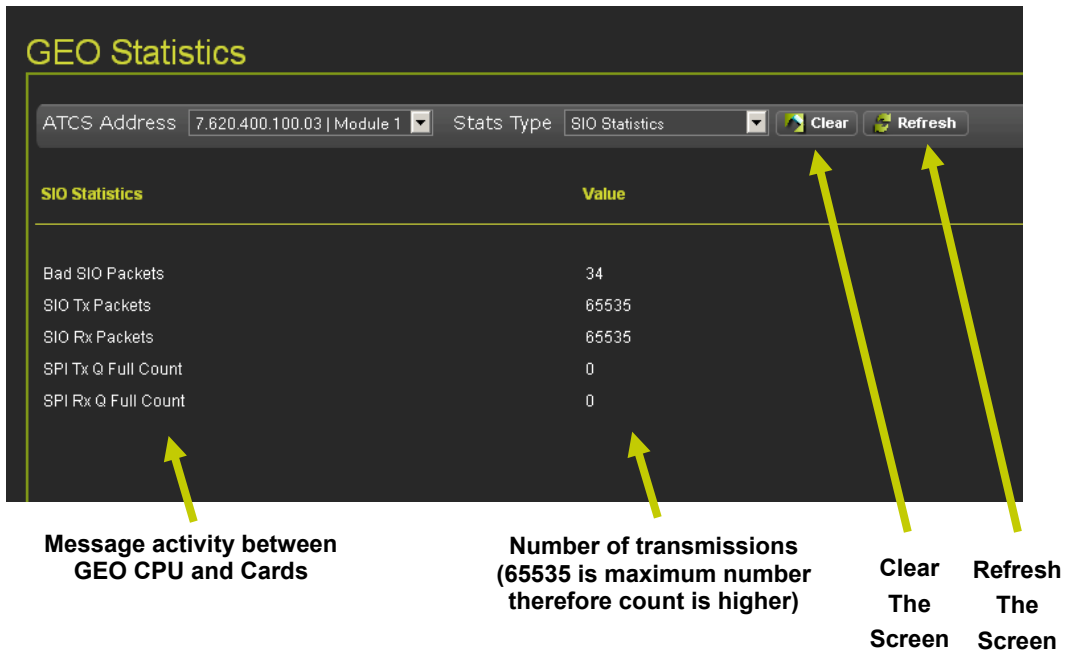 GEO Statistics
ATCS Address 7.620.400.100.03 | Module 1 Stats Type SIO Statistics Clear Refresh
SIO Statistics Value
Bad SIO Packets 34
SIO Tx Packets 65535
SIO Rx Packets 65535
SPI Tx Q Full Count 0
SPI Rx Q Full Count 0
Message activity between
GEO CPU and Cards
Number of transmissions
(65535 is maximum number
therefore count is higher)
Clear
The
Screen
Refresh
The
Screen